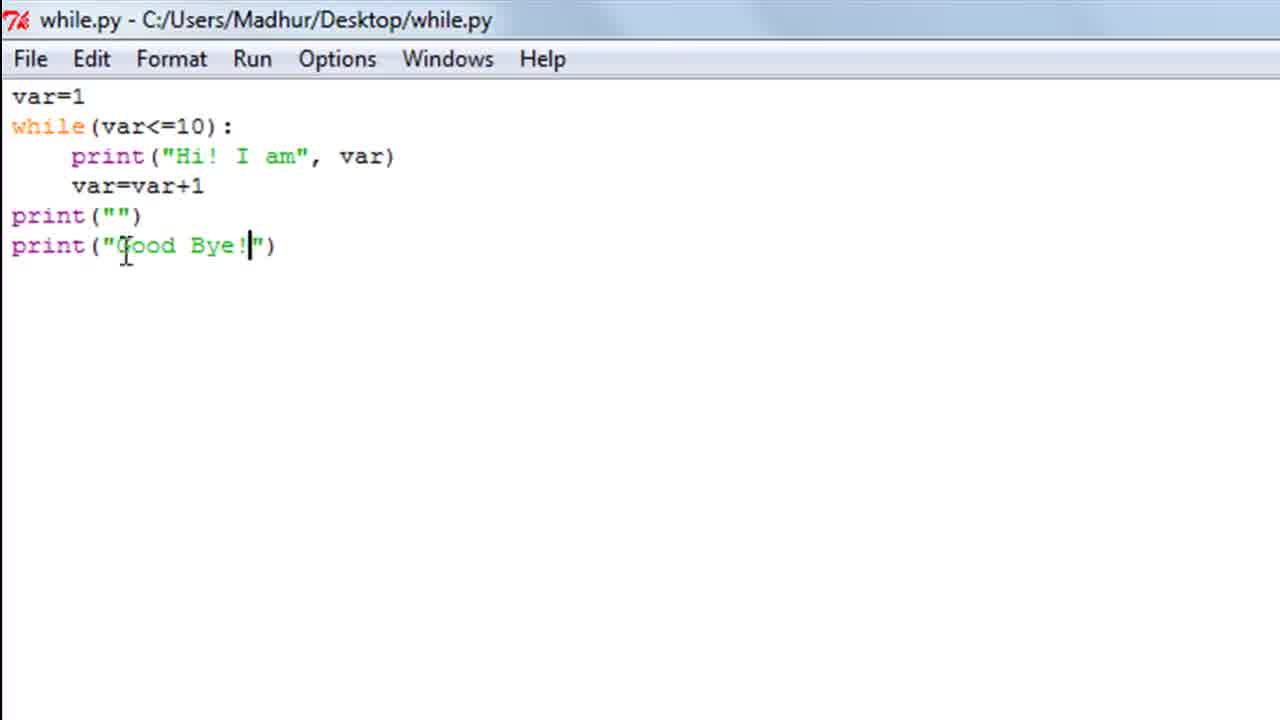 while.py - C:/Users/Madhur/Desktop/while.py
File Edit Format Run Options Windows Help
var=1
while(var<=10):
    print("Hi! I am", var)
    var=var+1
print("")
print("Good Bye!")